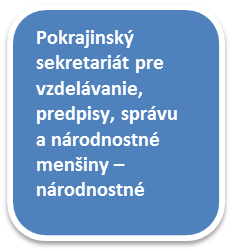 Pokrajinský
sekretariát pre
vzdelávanie,
predpisy, správu
a národnostné
menšiny –
národnostné